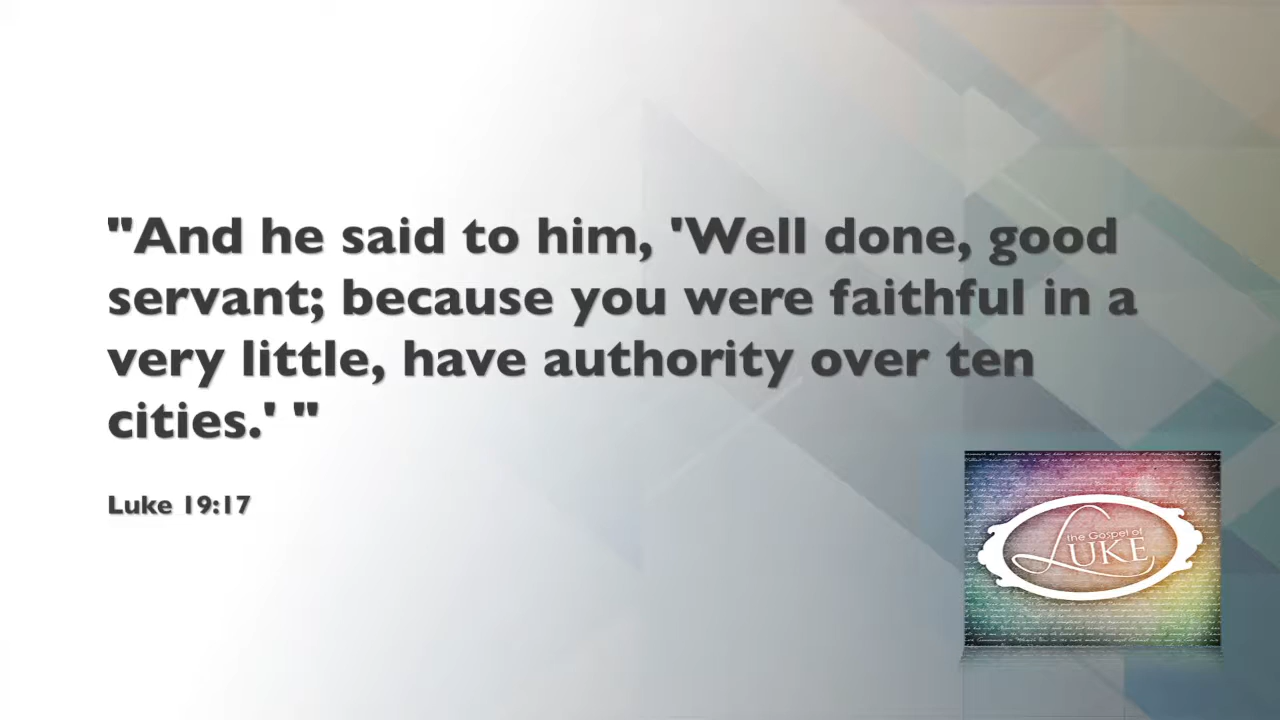 "And he said to him, 'Well done, good
servant; because you were faithful in a
very little, have authority over ten
cities.' "
Luke 19:17
the Gospel of
LUKE